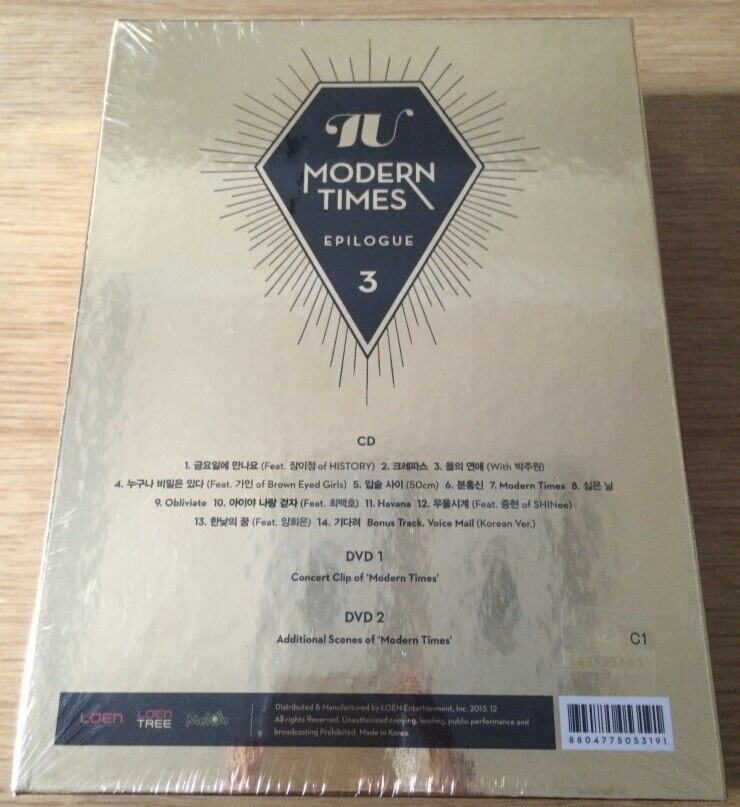 IU
MODERN
TIMES
EPILOGUE
3
CD
1. 금요일에 만나요 (Feat. 장이정 of HISTORY) 2. 크레파스 3. 을의 연애 (With 박주원)
4. 누구나 비밀은 있다 (Feat. 가인 of Brown Eyed Girls) 5. 입술 사이 (50cm) 6. 분홍신 7. Modern Times 8. 싫은 날
9. Obliviate 10. 아이야 나랑 걷자 (Feat. 최백호) 11. Havana 12. 우울시계 (Feat. 종현 of SHINee)
13. 한낮의 꿈 (Feat. 양희은) 14. 기다려 Bonus Track. Voice Mail (Korean Ver.)
DVD 1
Concert Clip of ‘Modern Times’
DVD 2
Additional Scenes of ‘Modern Times’
C1
LOEN
LOEN
TREE
MelOn
Distributed & Manufactured by LOEN Entertainment, Inc. 2013. 12
All rights Reserved. Unauthorized copying, lending, public performance and
broadcasting Prohibited. Made in Korea.
8804775053191